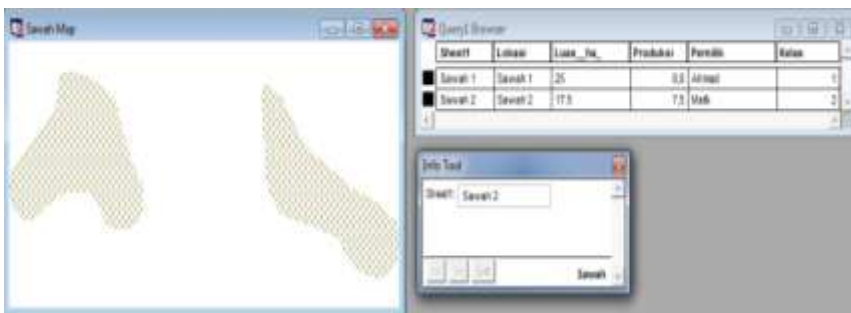 Sawah Map
Query1 Browser
Sheet1 Lokasi Luas__ha_ Produksi Pemilik Kelas
Sawah 1 Sawah 1 25 Ahmad 1
Sawah 2 Sawah 2 17.5 7,5 2
Info Tool
Sheet1: Sawah 2
Sawah